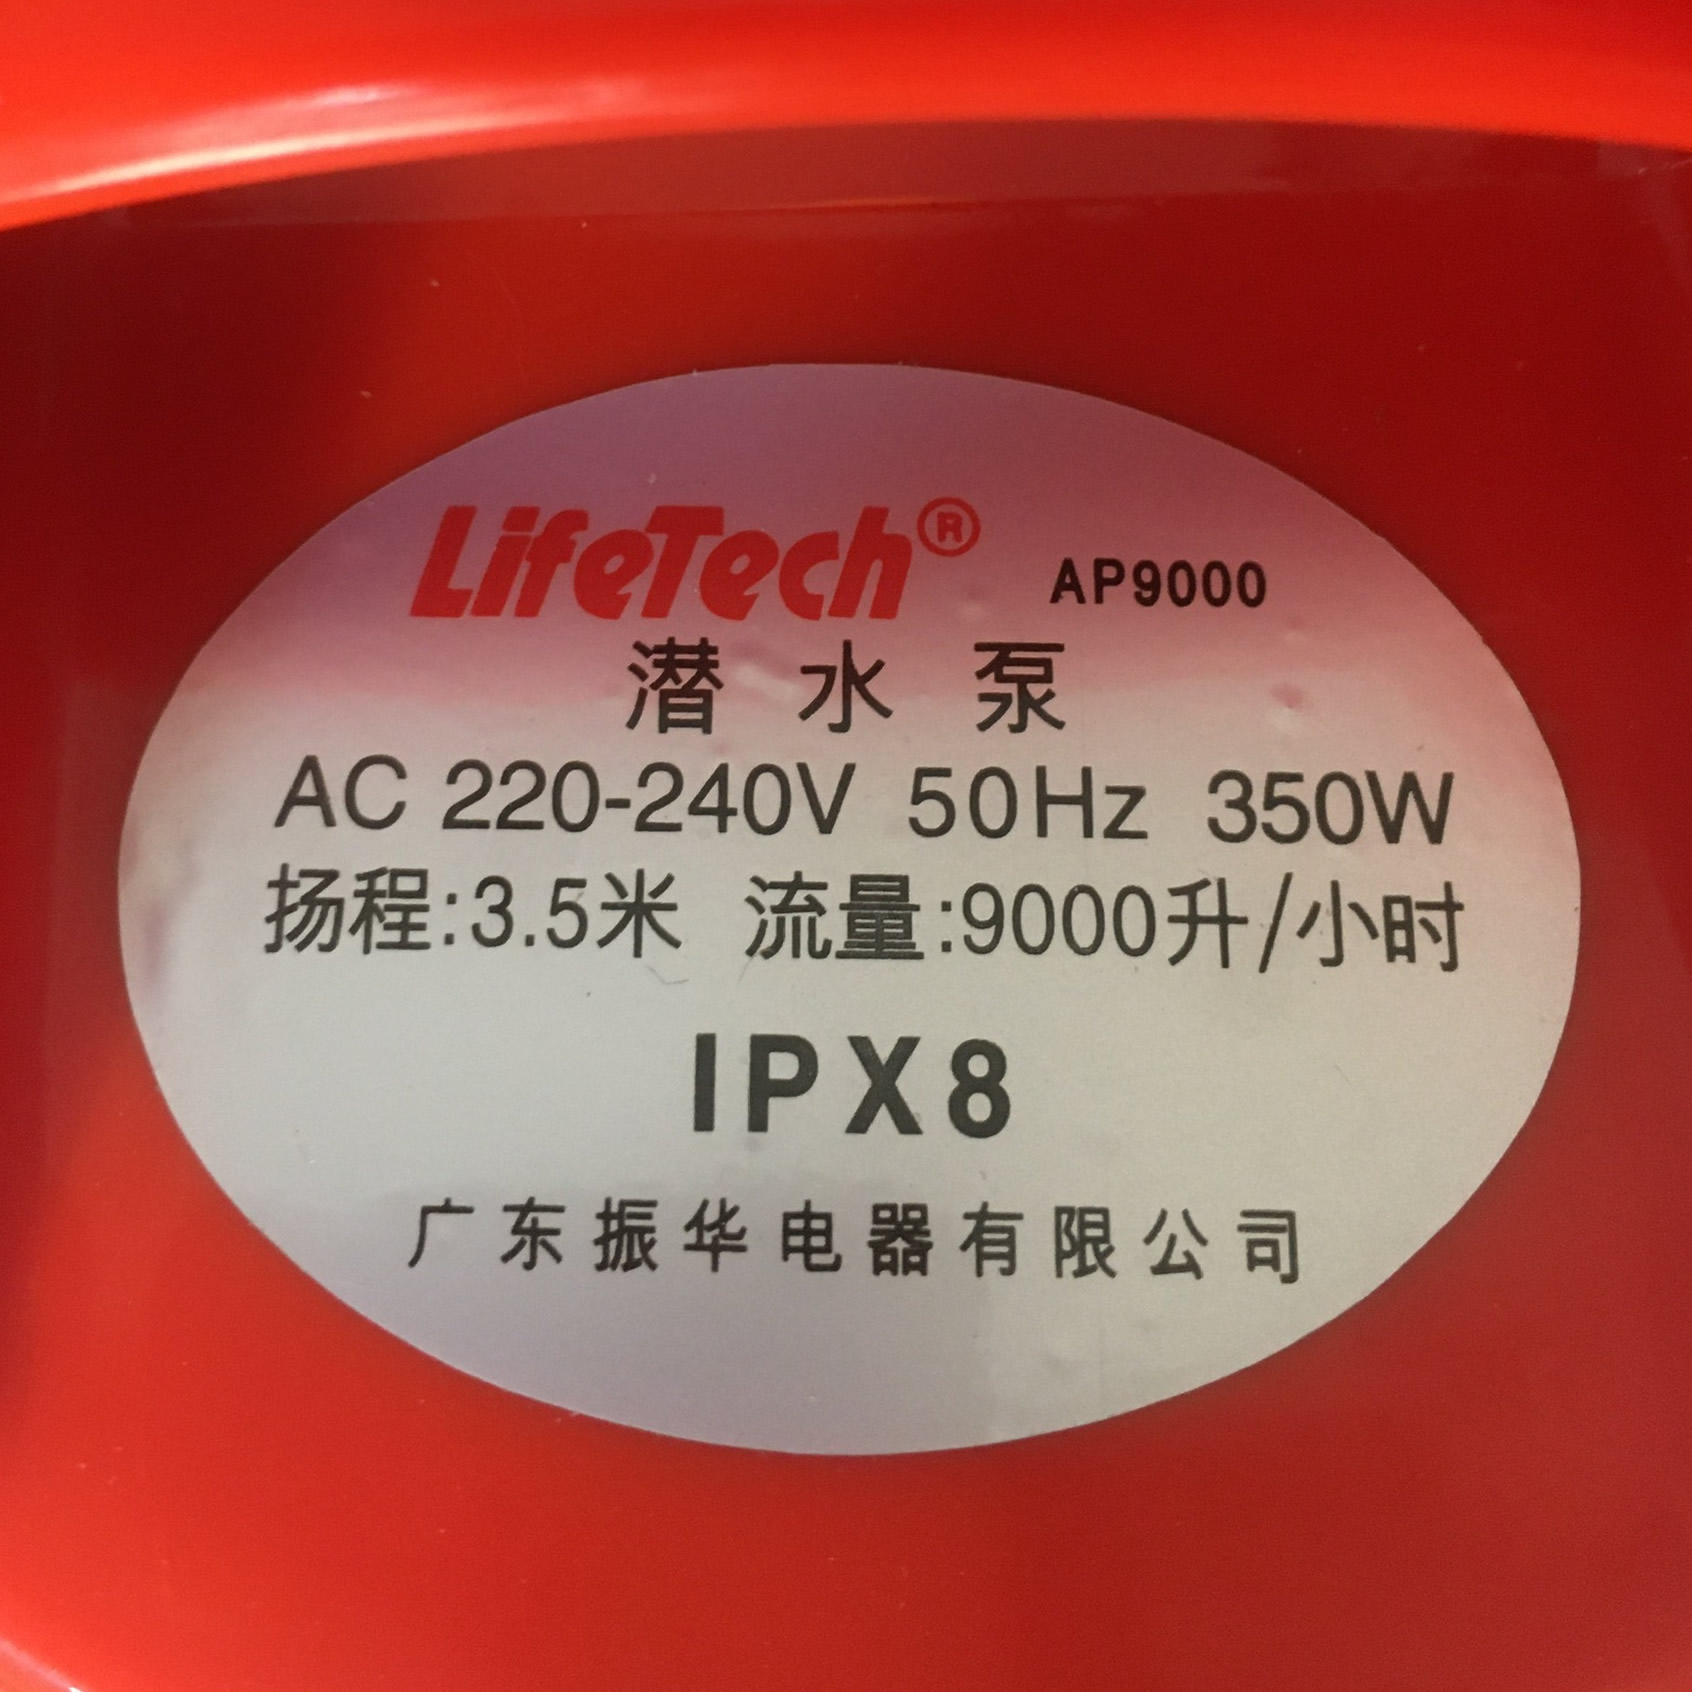 LifeTech® AP9000
潜水泵
AC 220-240V 50Hz 350W
扬程:3.5米 流量:9000升/小时
IPX8
广东振华电器有限公司